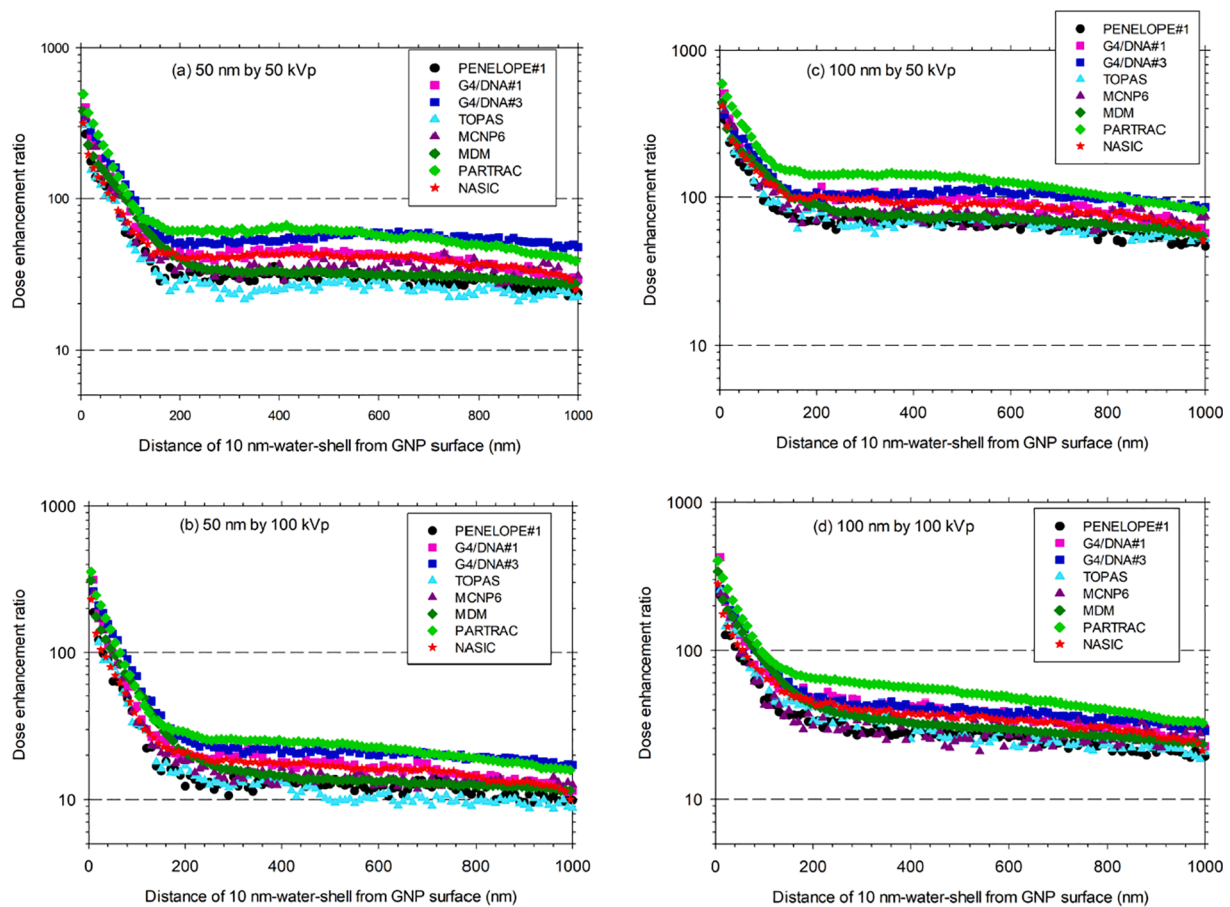 (a) 50 nm by 50 kVp
PENELOPE#1
G4/DNA#1
G4/DNA#3
TOPAS
MCNP6
MDM
PARTRAC
NASIC
Dose enhancement ratio
1000
100
10
0 200 400 600 800 1000
Distance of 10 nm-water-shell from GNP surface (nm)
(c) 100 nm by 50 kVp
PENELOPE#1
G4/DNA#1
G4/DNA#3
TOPAS
MCNP6
MDM
PARTRAC
NASIC
Dose enhancement ratio
1000
100
10
0 200 400 600 800 1000
Distance of 10 nm-water-shell from GNP surface (nm)
(b) 50 nm by 100 kVp
PENELOPE#1
G4/DNA#1
G4/DNA#3
TOPAS
MCNP6
MDM
PARTRAC
NASIC
Dose enhancement ratio
1000
100
10
0 200 400 600 800 1000
Distance of 10 nm-water-shell from GNP surface (nm)
(d) 100 nm by 100 kVp
PENELOPE#1
G4/DNA#1
G4/DNA#3
TOPAS
MCNP6
MDM
PARTRAC
NASIC
Dose enhancement ratio
1000
100
10
0 200 400 600 800 1000
Distance of 10 nm-water-shell from GNP surface (nm)